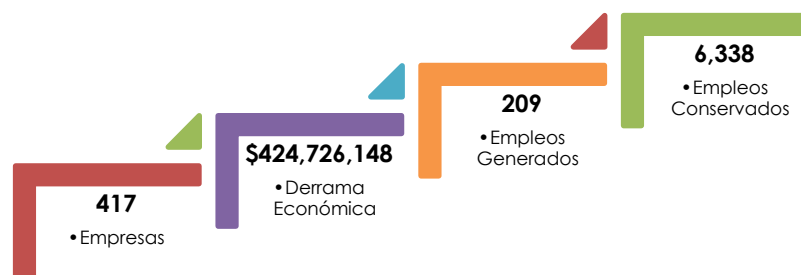 417
•Empresas
$424,726,148
•Derrama
Económica
209
•Empleos
Generados
6,338
•Empleos
Conservados